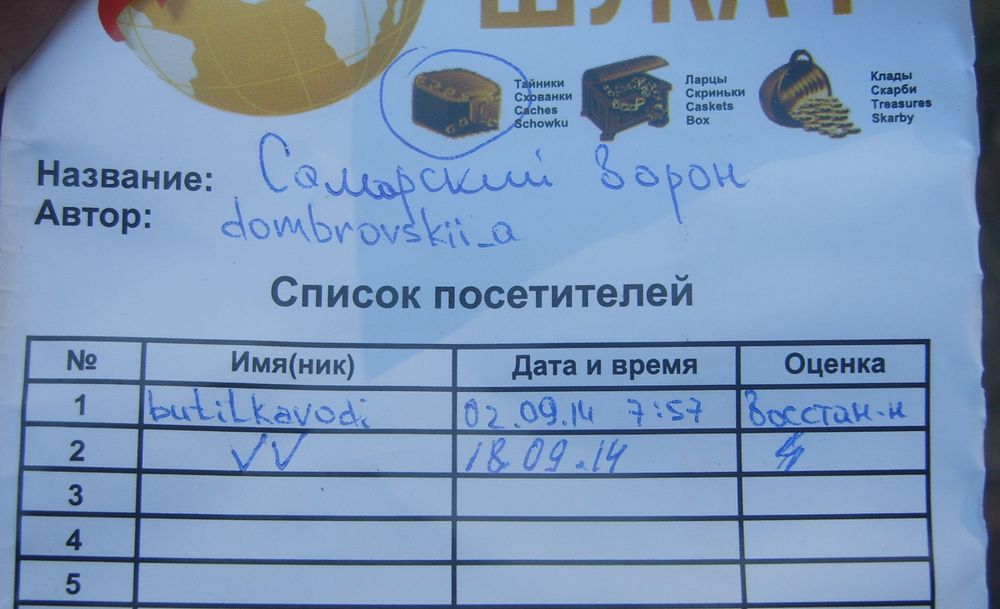 ШУКАЧ
Тайники
Схованки
Caches
Schowku
Ларцы
Скриньки
Caskets
Box
Клады
Скарби
Treasures
Skarby
Название: Самарский ворон
Автор: dombrovskii_a
Список посетителей
№ Имя(ник) Дата и время Оценка
1 butilkavodi 02.09.14 7:57 Восстан-н
2 VV 18.09.14
3
4
5